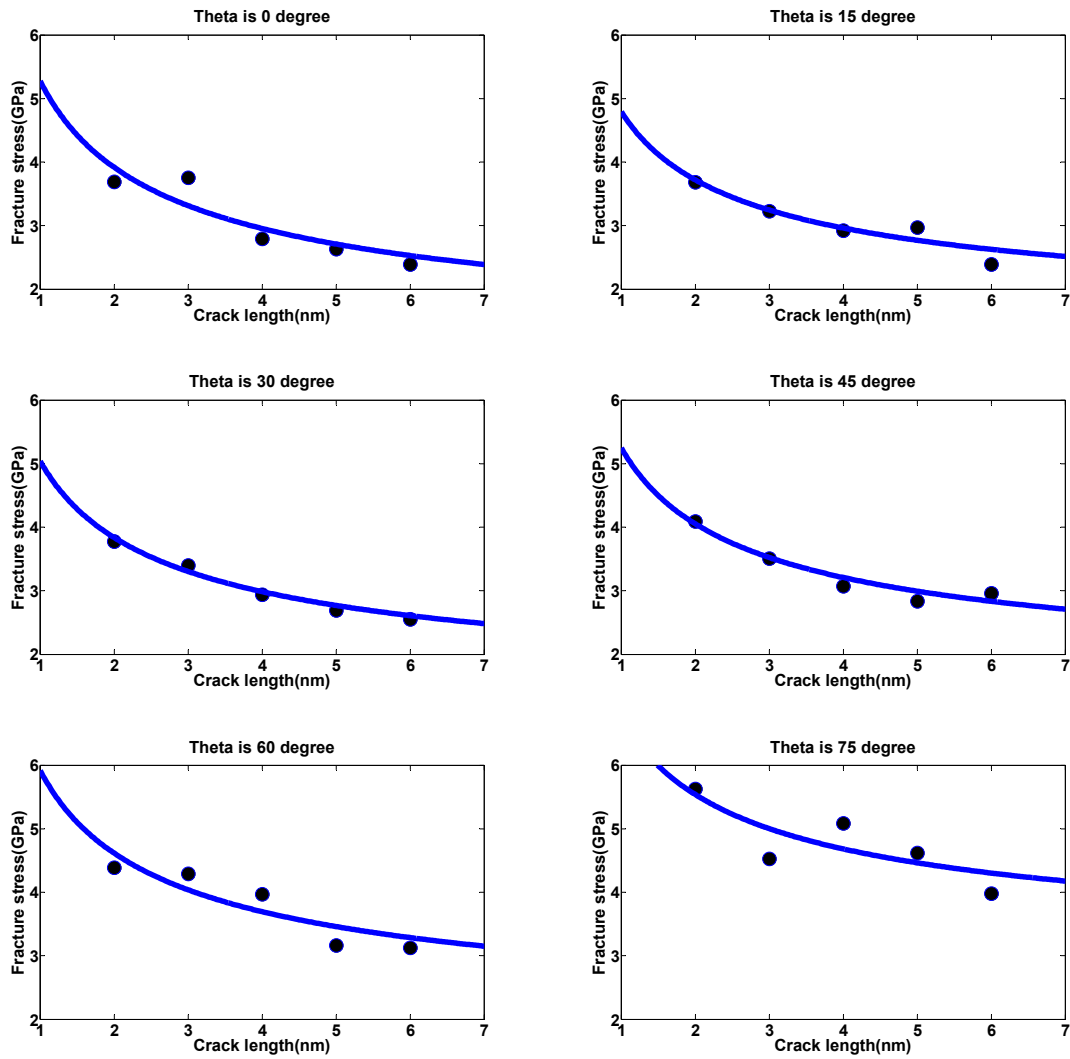 Theta is 0 degree
Fracture stress(GPa)
6
5
4
3
2
1 2 3 4 5 6 7
Crack length(nm)
Theta is 15 degree
Fracture stress(GPa)
6
5
4
3
2
1 2 3 4 5 6 7
Crack length(nm)
Theta is 30 degree
Fracture stress(GPa)
6
5
4
3
2
1 2 3 4 5 6 7
Crack length(nm)
Theta is 45 degree
Fracture stress(GPa)
6
5
4
3
2
1 2 3 4 5 6 7
Crack length(nm)
Theta is 60 degree
Fracture stress(GPa)
6
5
4
3
2
1 2 3 4 5 6 7
Crack length(nm)
Theta is 75 degree
Fracture stress(GPa)
6
5
4
3
2
1 2 3 4 5 6 7
Crack length(nm)